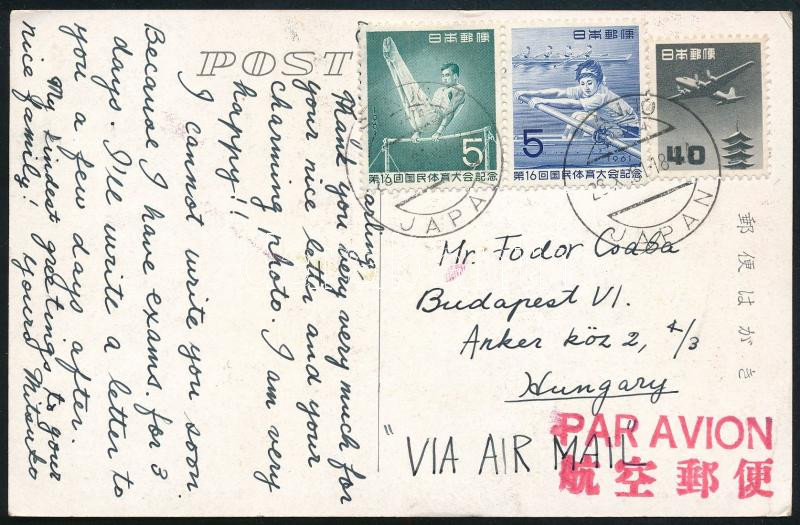 POST
arling,
Thank you very much for
your nice letter and your
charming photo. I am very
happy!!
I cannot write you soon
Because I have exams. for 3
days. I'll write a letter to
you a few days after.
My kindest greetings to your
nice family! yours Mitsuko
日本郵便
5
第16回国民体育大会記念
日本郵便
5
1961
第16回国民体育大会記念
日本郵便
40
JAPAN
JAPAN
郵便はがき
Mr. Fodor Csaba
Budapest VI.
Anker köz 2, 4/3
Hungary
"VIA AIR MAIL"
PAR AVION
航空郵便